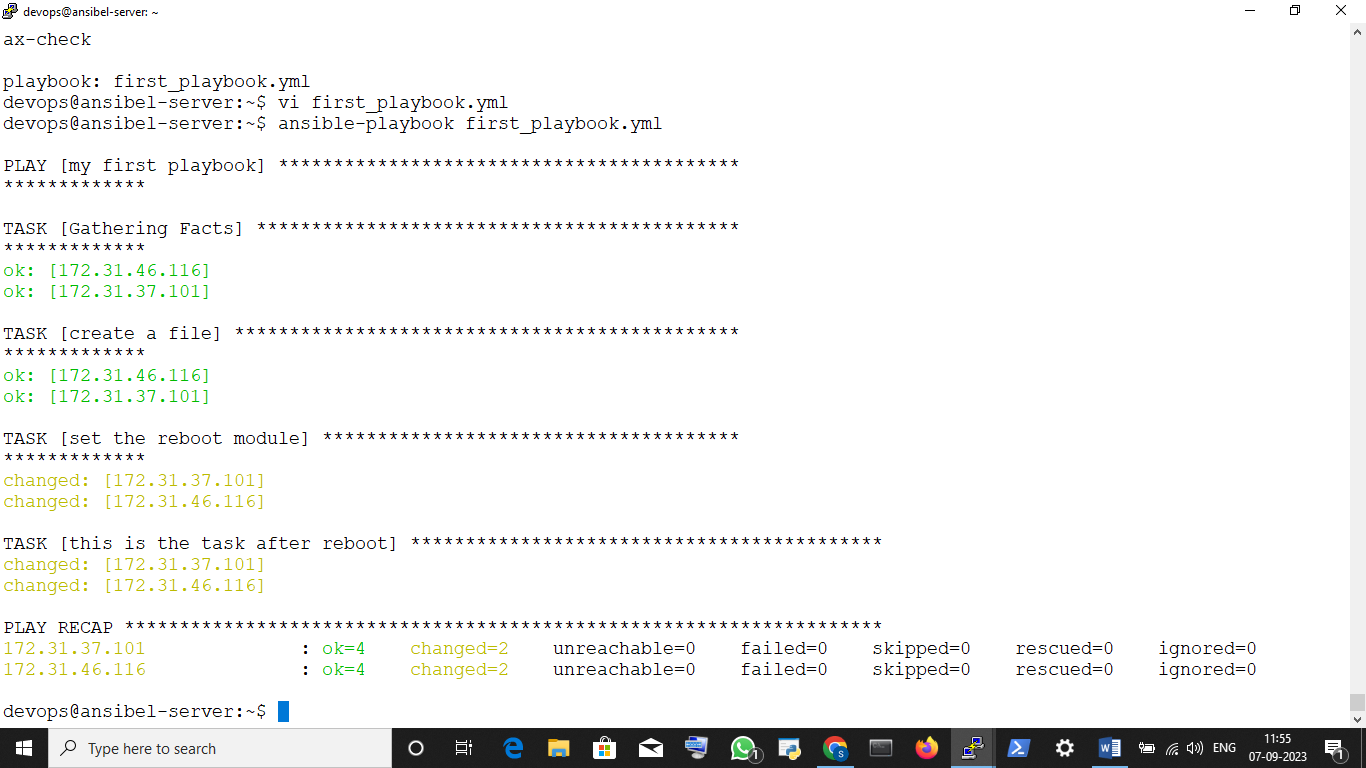 devops@ansibel-server: ~
ax-check
playbook: first_playbook.yml
devops@ansibel-server:~$ vi first_playbook.yml
devops@ansibel-server:~$ ansible-playbook first_playbook.yml
PLAY [my first playbook] ******************************************
*************
TASK [Gathering Facts] ********************************************
*************
ok: [172.31.46.116]
ok: [172.31.37.101]
TASK [create a file] **********************************************
*************
ok: [172.31.46.116]
ok: [172.31.37.101]
TASK [set the reboot module] **************************************
*************
changed: [172.31.37.101]
changed: [172.31.46.116]
TASK [this is the task after reboot] *******************************************
changed: [172.31.37.101]
changed: [172.31.46.116]
PLAY RECAP *********************************************************************
172.31.37.101 : ok=4 changed=2 unreachable=0 failed=0 skipped=0 rescued=0 ignored=0
172.31.46.116 : ok=4 changed=2 unreachable=0 failed=0 skipped=0 rescued=0 ignored=0
devops@ansibel-server:~$
Type here to search
1
S
ENG
11:55
07-09-2023
1